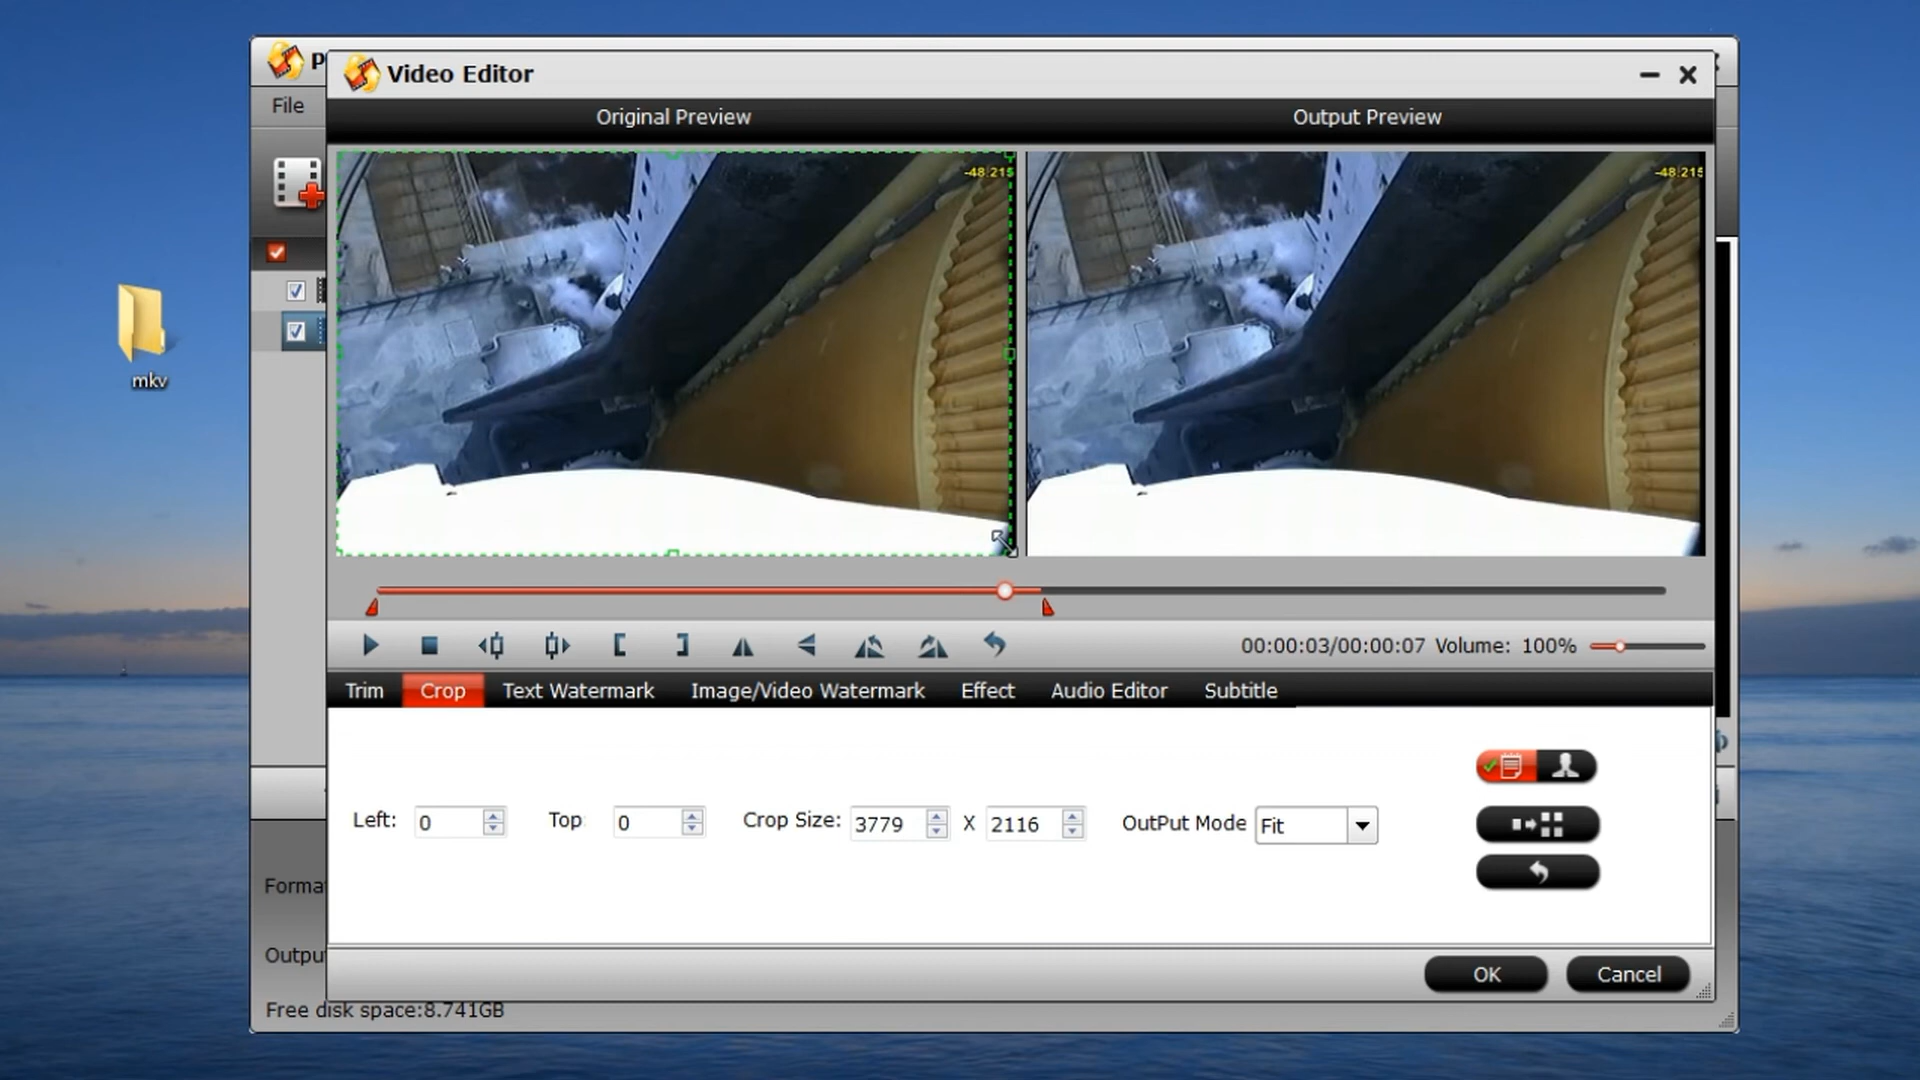 Video Editor
File
Original Preview
Output Preview
-48.215
-48.215
mkv
00:00:03/00:00:07 Volume: 100%
Trim Crop Text Watermark Image/Video Watermark Effect Audio Editor Subtitle
Left: 0 Top 0 Crop Size: 3779 X 2116 OutPut Mode Fit
OK Cancel
Free disk space:8.741GB